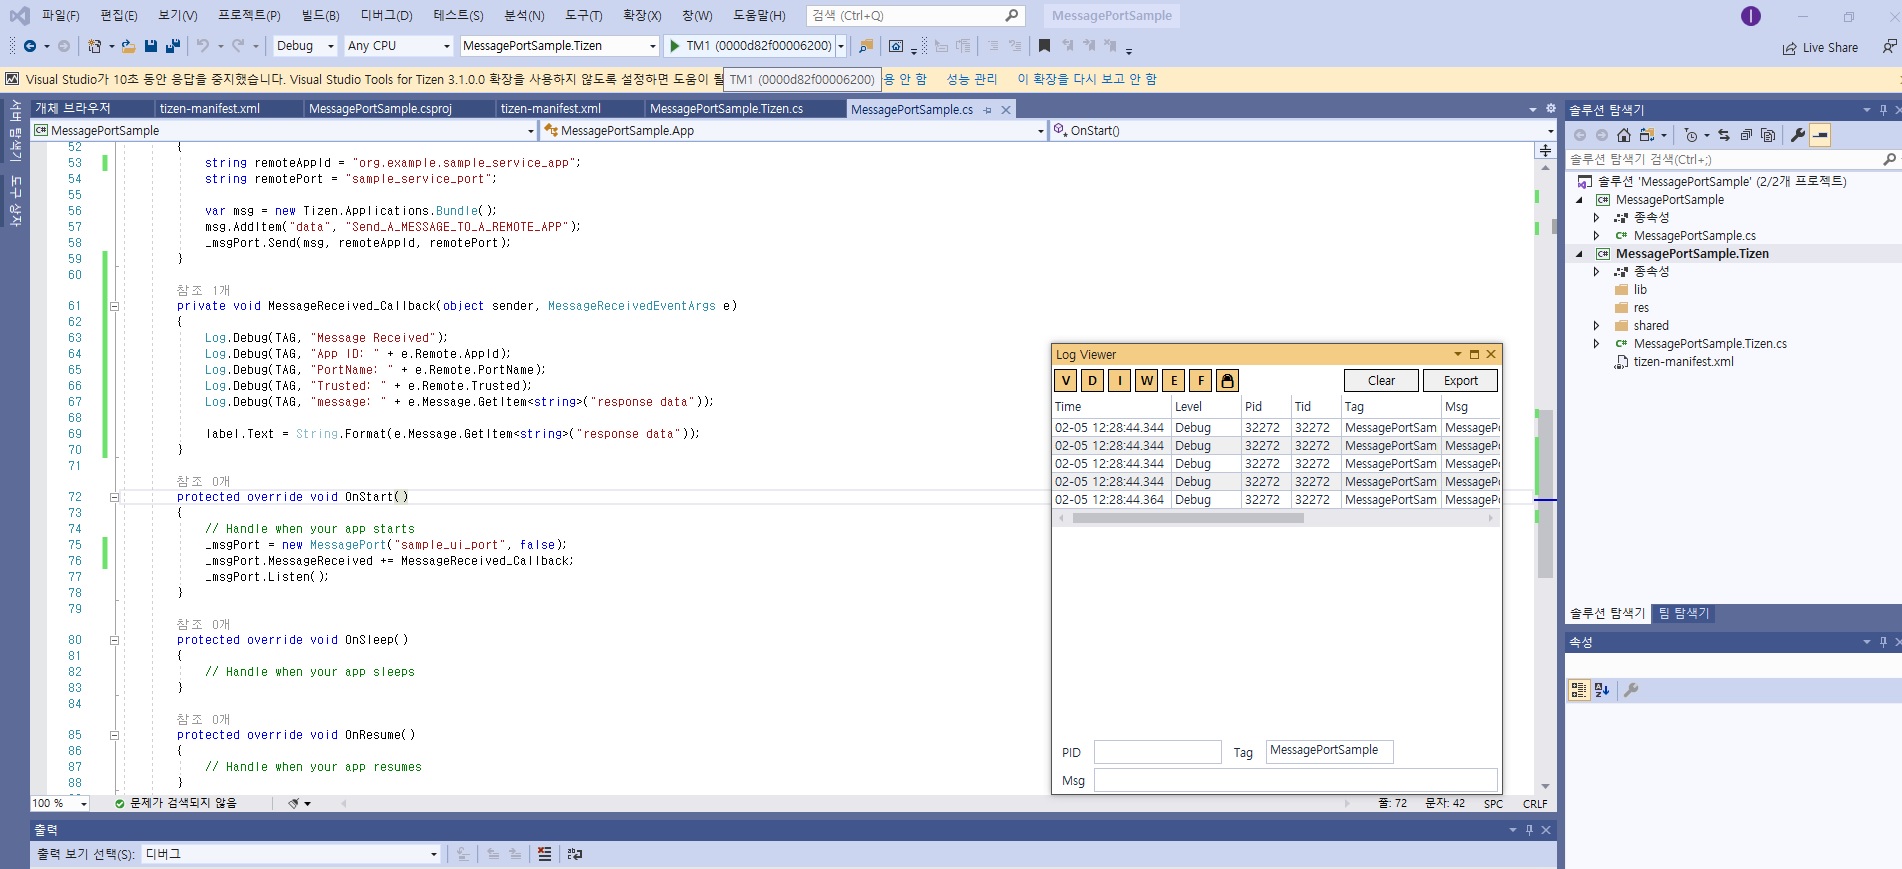 파일(F) 편집(E) 보기(V) 프로젝트(P) 빌드(B) 디버그(D) 테스트(S) 분석(N) 도구(T) 확장(X) 창(W) 도움말(H) 검색 (Ctrl+Q) MessagePortSample
Debug Any CPU MessagePortSample.Tizen TM1 (0000d82f00006200) Live Share
Visual Studio가 10초 동안 응답을 중지했습니다. Visual Studio Tools for Tizen 3.1.0.0 확장을 사용하지 않도록 설정하면 도움이 될 TM1 (0000d82f00006200) 용 안 함 성능 관리 이 확장을 다시 보고 안 함
서버 탐색기
도구 상자
개체 브라우저 tizen-manifest.xml MessagePortSample.csproj tizen-manifest.xml MessagePortSample.Tizen.cs MessagePortSample.cs
MessagePortSample MessagePortSample.App OnStart()
52 {
53 string remoteAppId = "org.example.sample_service_app";
54 string remotePort = "sample_service_port";
55
56 var msg = new Tizen.Applications.Bundle();
57 msg.AddItem("data", "Send_A_MESSAGE_TO_A_REMOTE_APP");
58 _msgPort.Send(msg, remoteAppId, remotePort);
59 }
60
참조 1개
61 private void MessageReceived_Callback(object sender, MessageReceivedEventArgs e)
62 {
63 Log.Debug(TAG, "Message Received");
64 Log.Debug(TAG, "App ID: " + e.Remote.AppId);
65 Log.Debug(TAG, "PortName: " + e.Remote.PortName);
66 Log.Debug(TAG, "Trusted: " + e.Remote.Trusted);
67 Log.Debug(TAG, "message: " + e.Message.GetItem<string>("response data"));
68
69 label.Text = String.Format(e.Message.GetItem<string>("response data"));
70 }
71
참조 0개
72 protected override void OnStart()
73 {
74 // Handle when your app starts
75 _msgPort = new MessagePort("sample_ui_port", false);
76 _msgPort.MessageReceived += MessageReceived_Callback;
77 _msgPort.Listen();
78 }
79
참조 0개
80 protected override void OnSleep()
81 {
82 // Handle when your app sleeps
83 }
84
참조 0개
85 protected override void OnResume()
86 {
87 // Handle when your app resumes
88 }
100 % 문제가 검색되지 않음 줄: 72 문자: 42 SPC CRLF
출력
출력 보기 선택(S): 디버그
Log Viewer
V D I W E F Clear Export
Time Level Pid Tid Tag Msg
02-05 12:28:44.344 Debug 32272 32272 MessagePortSam MessagePo
02-05 12:28:44.344 Debug 32272 32272 MessagePortSam MessagePo
02-05 12:28:44.344 Debug 32272 32272 MessagePortSam MessagePo
02-05 12:28:44.344 Debug 32272 32272 MessagePortSam MessagePo
02-05 12:28:44.364 Debug 32272 32272 MessagePortSam MessagePo
PID Tag MessagePortSample
Msg
솔루션 탐색기
솔루션 탐색기 검색(Ctrl+;)
솔루션 'MessagePortSample' (2/2개 프로젝트)
C# MessagePortSample
종속성
C# MessagePortSample.cs
C# MessagePortSample.Tizen
종속성
lib
res
shared
C# MessagePortSample.Tizen.cs
tizen-manifest.xml
솔루션 탐색기 팀 탐색기
속성